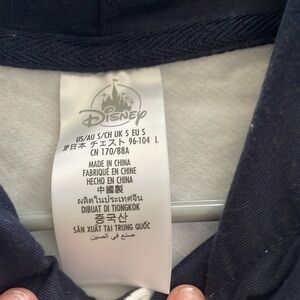 Disney
US/AU S/CH UK S EU S
JP 日本 チェスト 96-104 L
CN 170/88A
MADE IN CHINA
FABRIQUÉ EN CHINE
HECHO EN CHINA
中國製
ผลิตในประเทศจีน
DIBUAT DI TIONGKOK
중국산
SẢN XUẤT TẠI TRUNG QUỐC
صنع في الصين